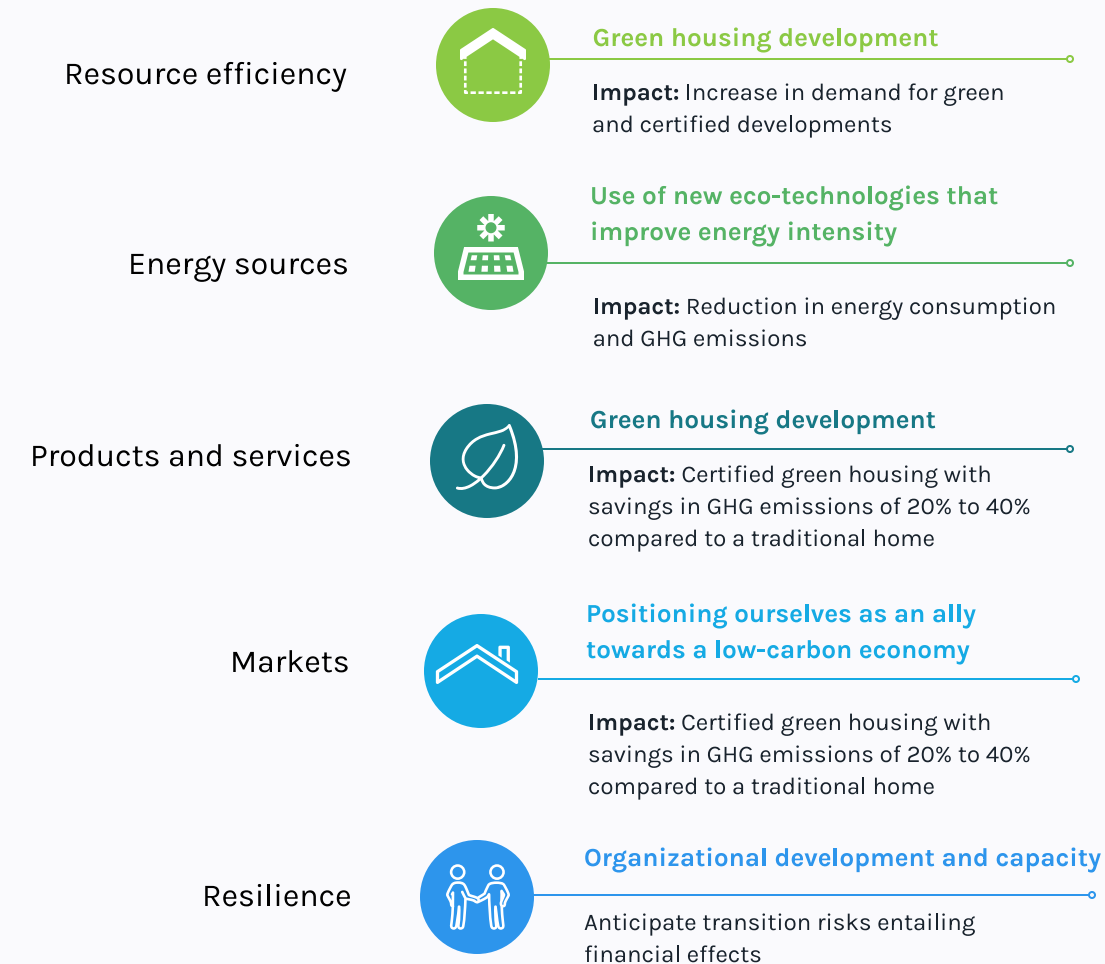 Resource efficiency
Green housing development
Impact: Increase in demand for green
and certified developments
Energy sources
Use of new eco-technologies that
improve energy intensity
Impact: Reduction in energy consumption
and GHG emissions
Products and services
Green housing development
Impact: Certified green housing with
savings in GHG emissions of 20% to 40%
compared to a traditional home
Markets
Positioning ourselves as an ally
towards a low-carbon economy
Impact: Certified green housing with
savings in GHG emissions of 20% to 40%
compared to a traditional home
Resilience
Organizational development and capacity
Anticipate transition risks entailing
financial effects